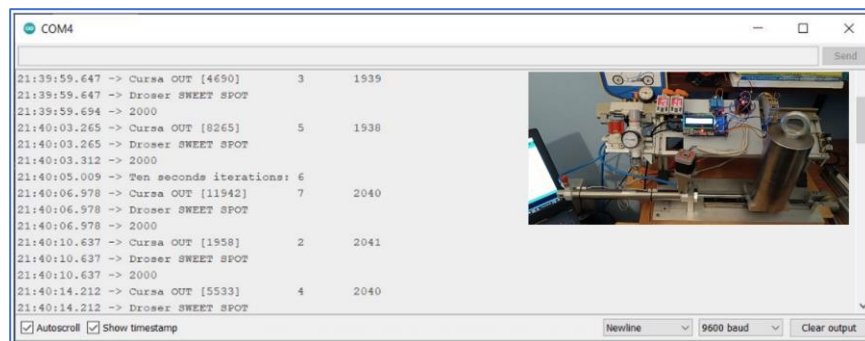 COM4
Send
21:39:59.647 -> Cursa OUT [4690] 3 1939
21:39:59.647 -> Droser SWEET SPOT
21:39:59.694 -> 2000
21:40:03.265 -> Cursa OUT [8265] 5 1938
21:40:03.265 -> Droser SWEET SPOT
21:40:03.312 -> 2000
21:40:05.009 -> Ten seconds iterations: 6
21:40:06.978 -> Cursa OUT [11942] 7 2040
21:40:06.978 -> Droser SWEET SPOT
21:40:06.978 -> 2000
21:40:10.637 -> Cursa OUT [1958] 2 2041
21:40:10.637 -> Droser SWEET SPOT
21:40:10.637 -> 2000
21:40:14.212 -> Cursa OUT [5533] 4 2040
21:40:14.212 -> Droser SWEET SPOT
Autoscroll Show timestamp Newline 9600 baud Clear output